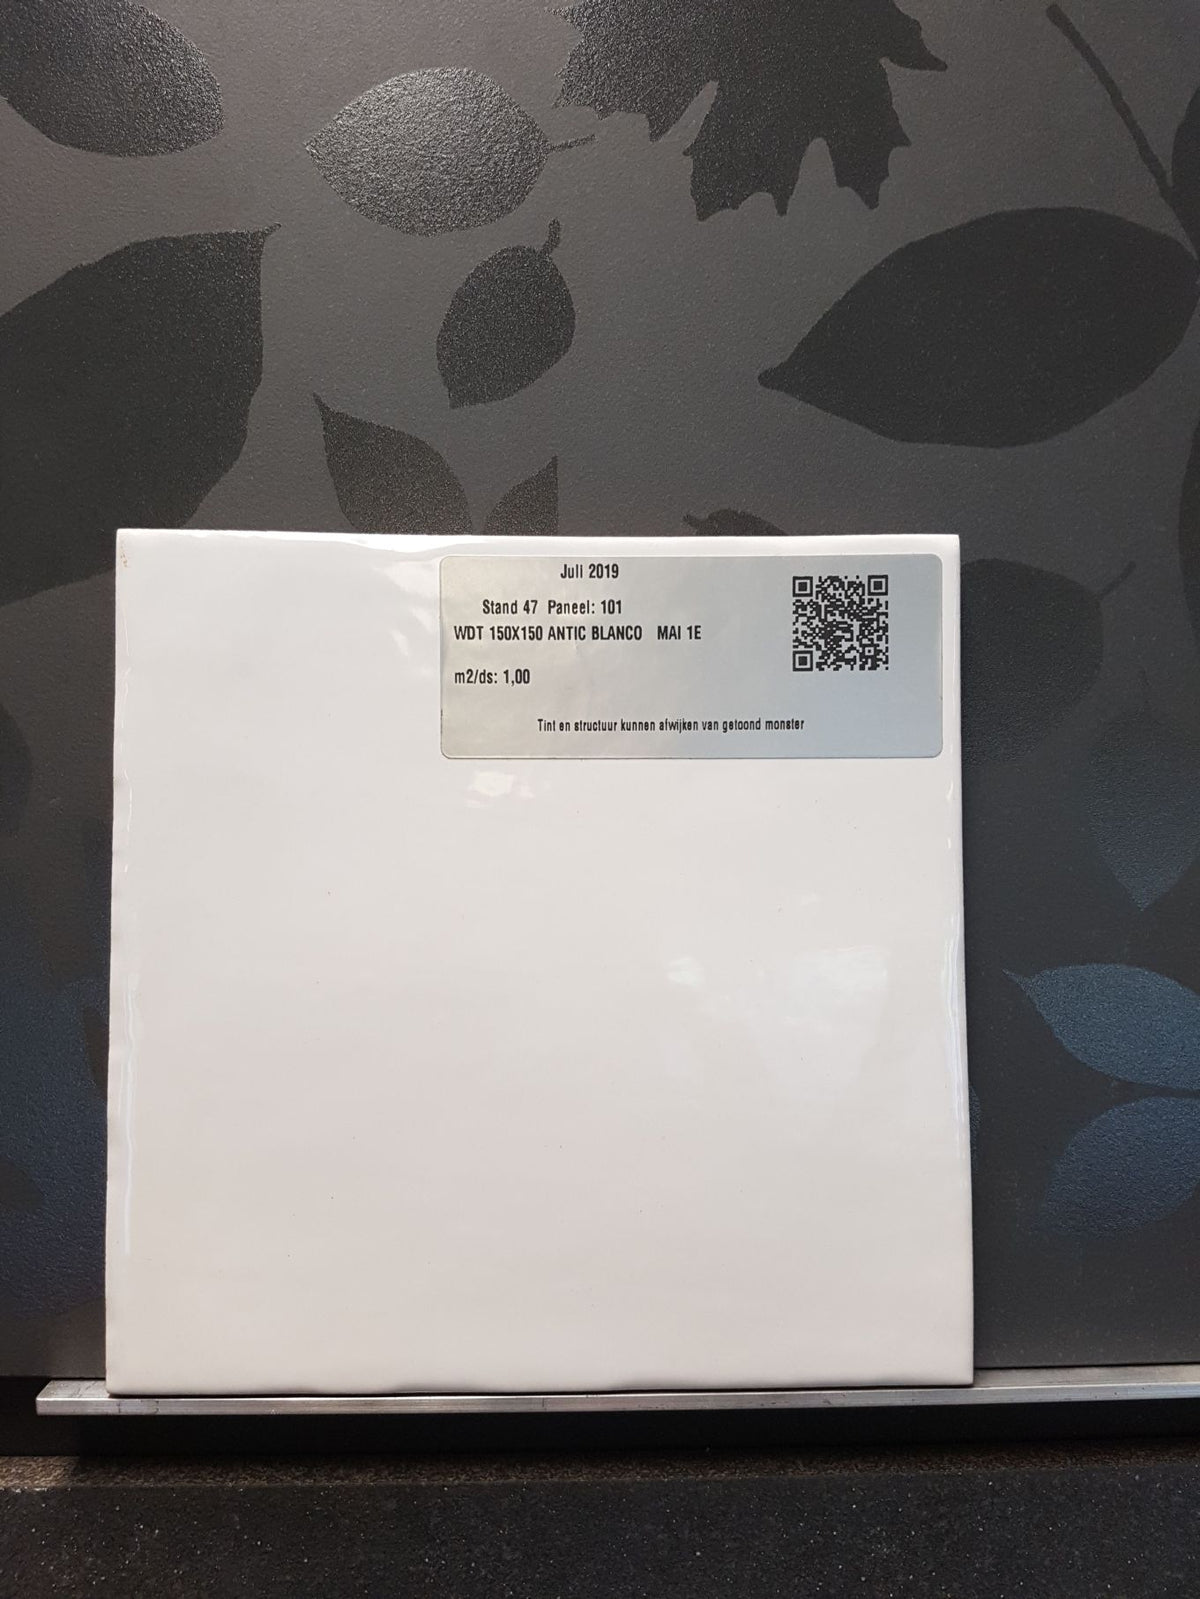 Juli 2019
Stand 47 Paneel: 101
WDT 150X150 ANTIC BLANCO MAI 1E
m2/ds: 1,00
Tint en structuur kunnen afwijken van getoond monster